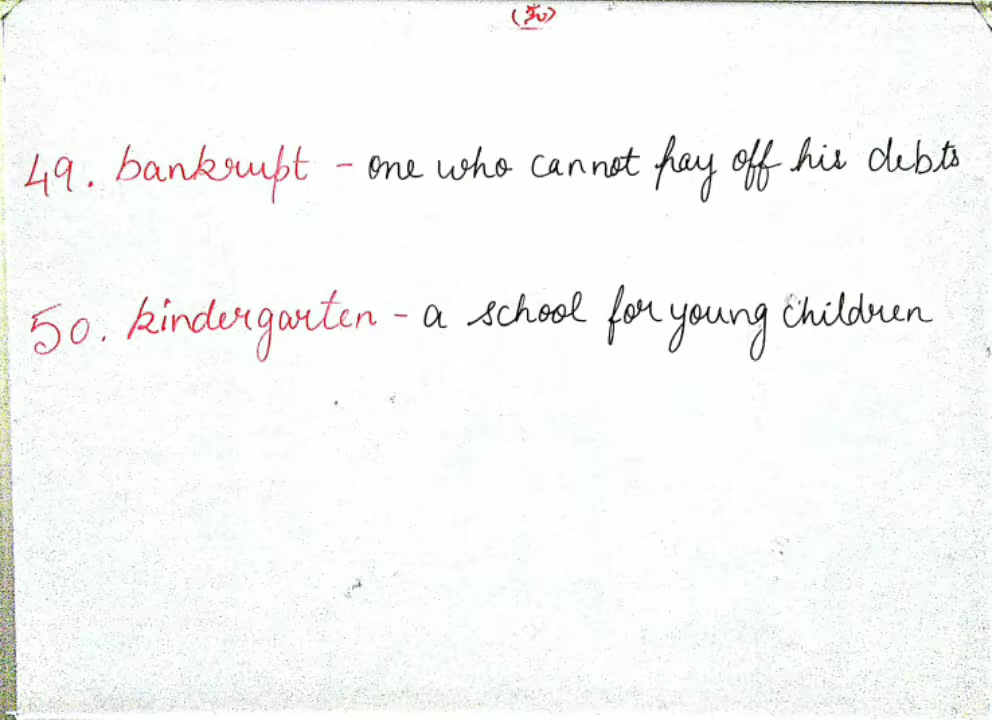 49. bankrupt - one who cannot pay off his debts
50. kindergarten - a school for young children